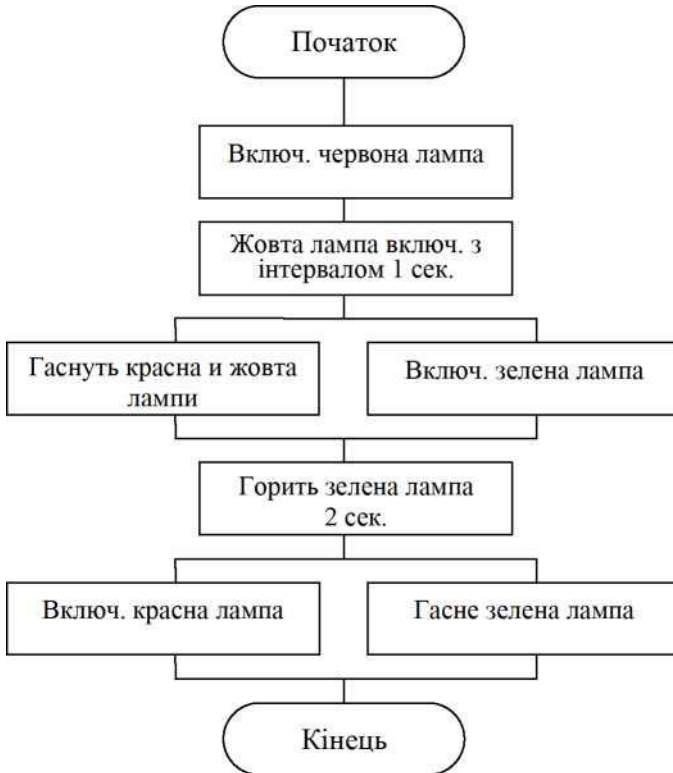 Початок
Включ. червона лампа
Жовта лампа включ. з
інтервалом 1 сек.
Гаснуть красна и жовта
лампи
Включ. зелена лампа
Горить зелена лампа
2 сек.
Включ. красна лампа
Гасне зелена лампа
Кінець